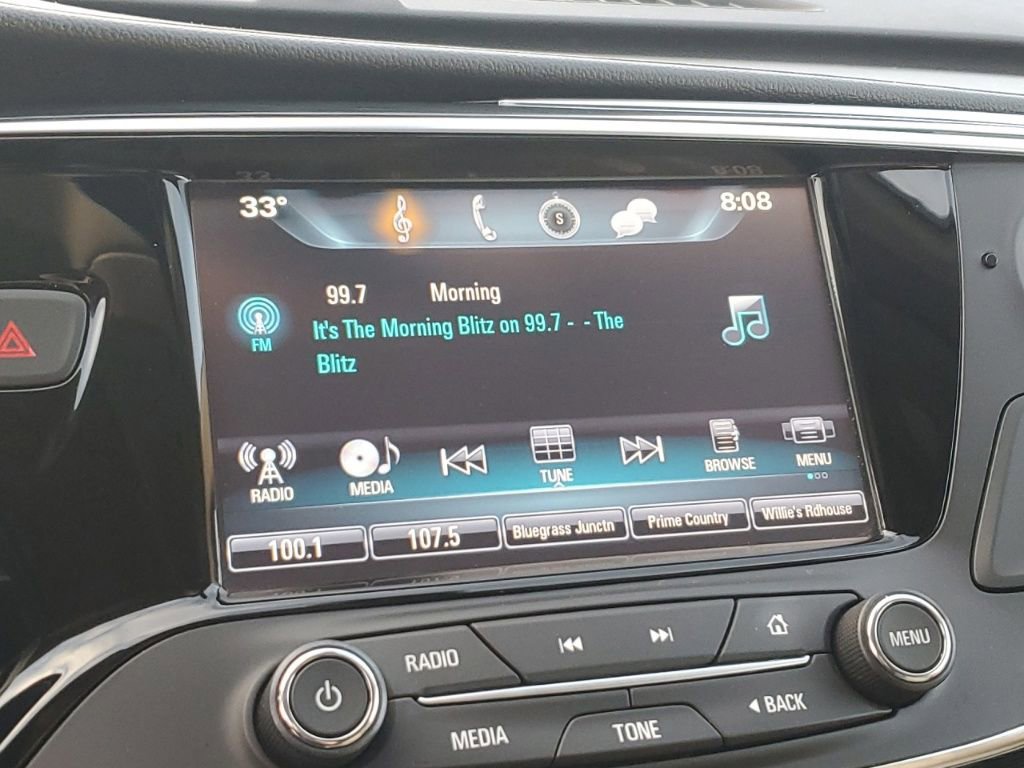 33°
S
8:08
99.7 Morning
It's The Morning Blitz on 99.7 - - The
Blitz
FM
RADIO
MEDIA
TUNE
BROWSE
MENU
100.1
107.5
Bluegrass Junctn
Prime Country
Willie's Rdhouse
RADIO
MENU
MEDIA
TONE
BACK